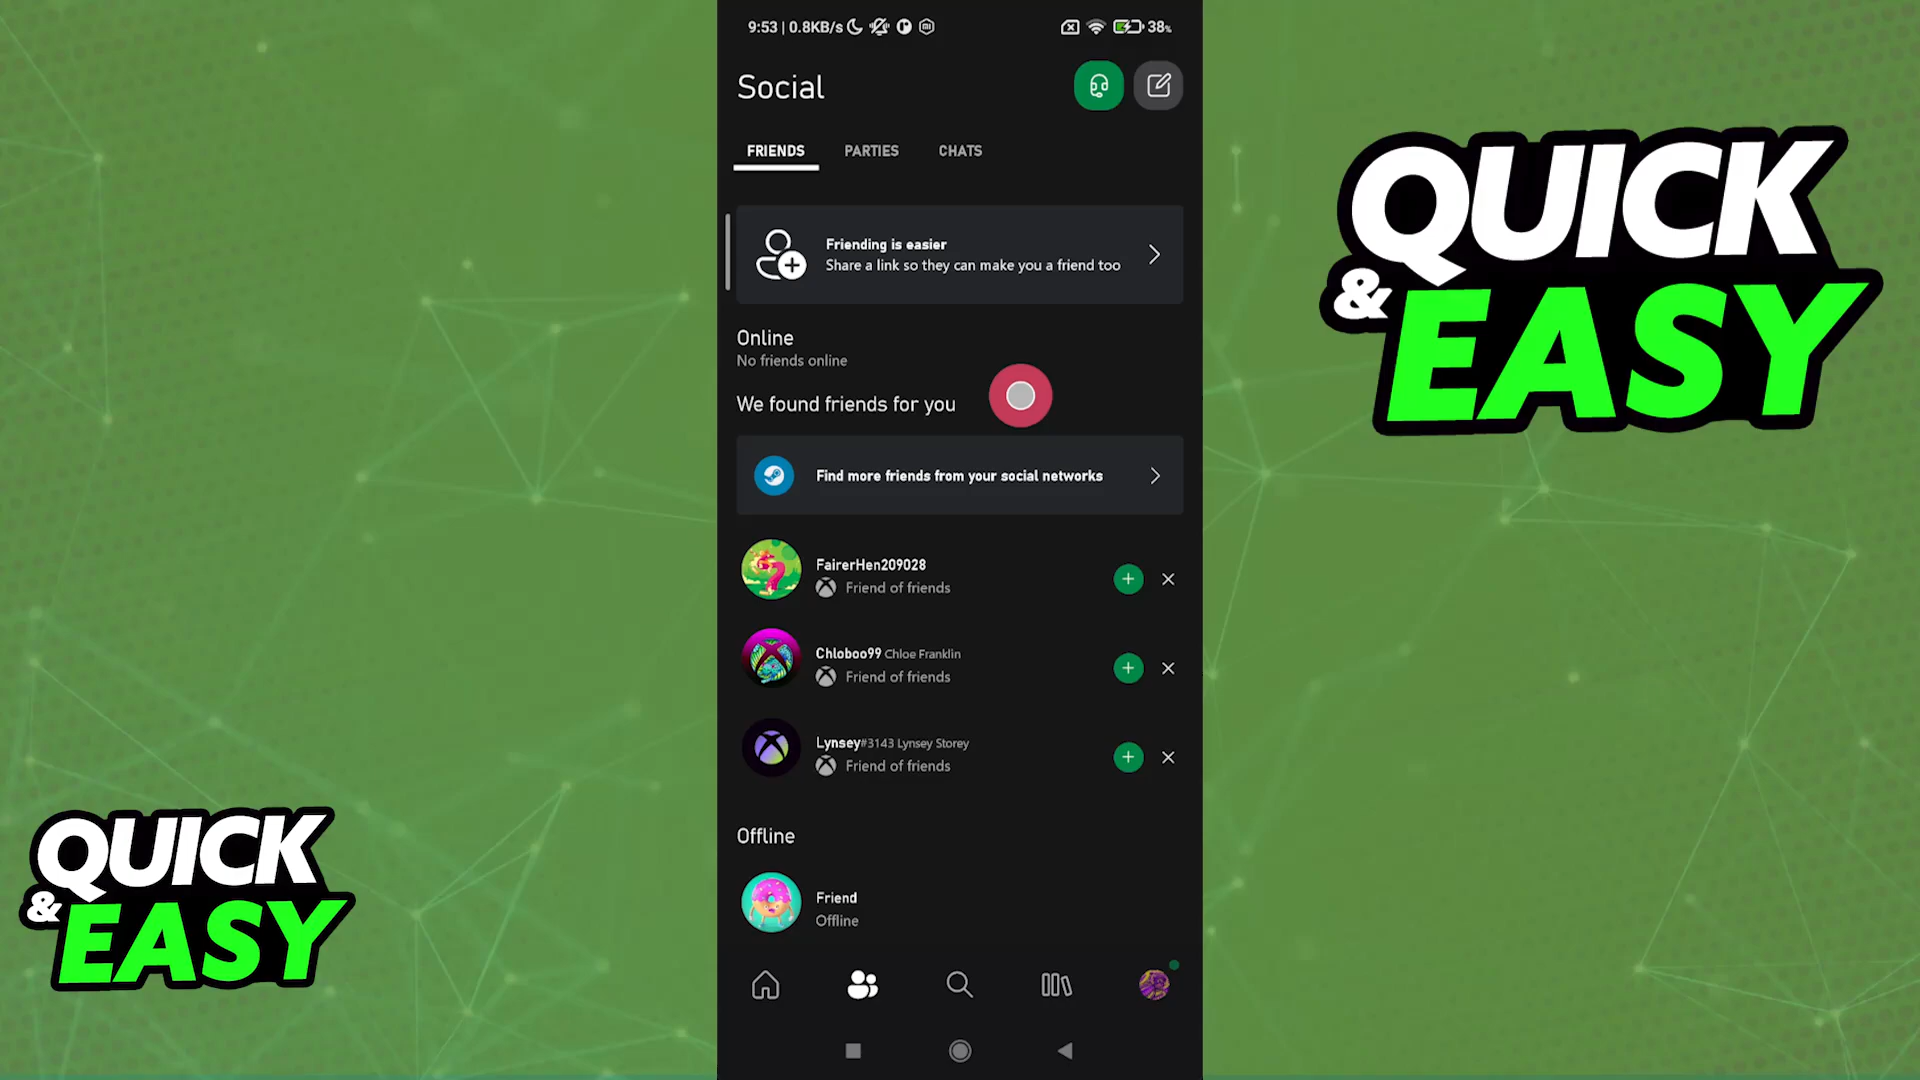 9:53 | 0.8KB/s
38%
Social
FRIENDS
PARTIES
CHATS
Friending is easier
Share a link so they can make you a friend too
Online
No friends online
We found friends for you
Find more friends from your social networks
FairerHen209028
Friend of friends
Chloboo99 Chloe Franklin
Friend of friends
Lynsey#3143 Lynsey Storey
Friend of friends
Offline
Friend
Offline
QUICK
& EASY
QUICK
& EASY